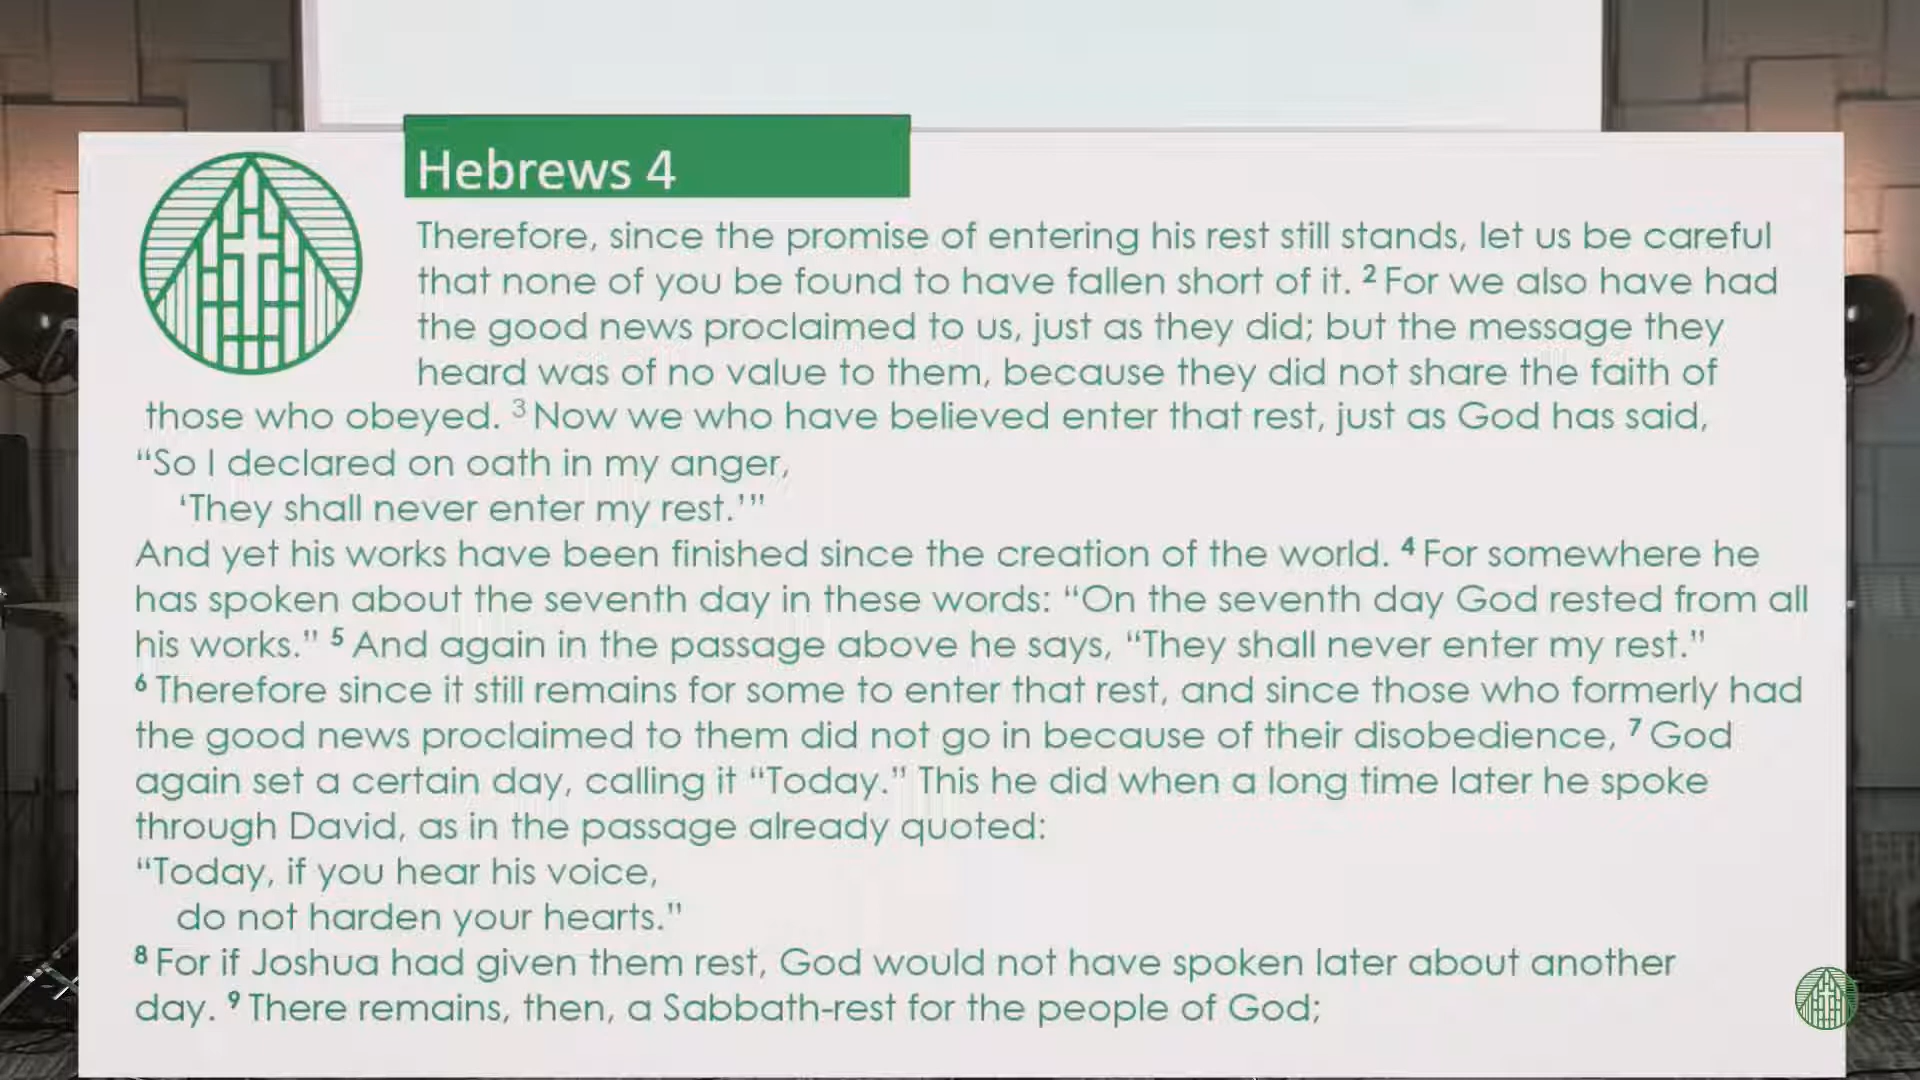 Hebrews 4
Therefore, since the promise of entering his rest still stands, let us be careful
that none of you be found to have fallen short of it. 2 For we also have had
the good news proclaimed to us, just as they did; but the message they
heard was of no value to them, because they did not share the faith of
those who obeyed. 3 Now we who have believed enter that rest, just as God has said,
“So I declared on oath in my anger,
‘They shall never enter my rest.’”
And yet his works have been finished since the creation of the world. 4 For somewhere he
has spoken about the seventh day in these words: “On the seventh day God rested from all
his works.” 5 And again in the passage above he says, “They shall never enter my rest.”
6 Therefore since it still remains for some to enter that rest, and since those who formerly had
the good news proclaimed to them did not go in because of their disobedience, 7 God
again set a certain day, calling it “Today.” This he did when a long time later he spoke
through David, as in the passage already quoted:
“Today, if you hear his voice,
do not harden your hearts.”
8 For if Joshua had given them rest, God would not have spoken later about another
day. 9 There remains, then, a Sabbath-rest for the people of God;